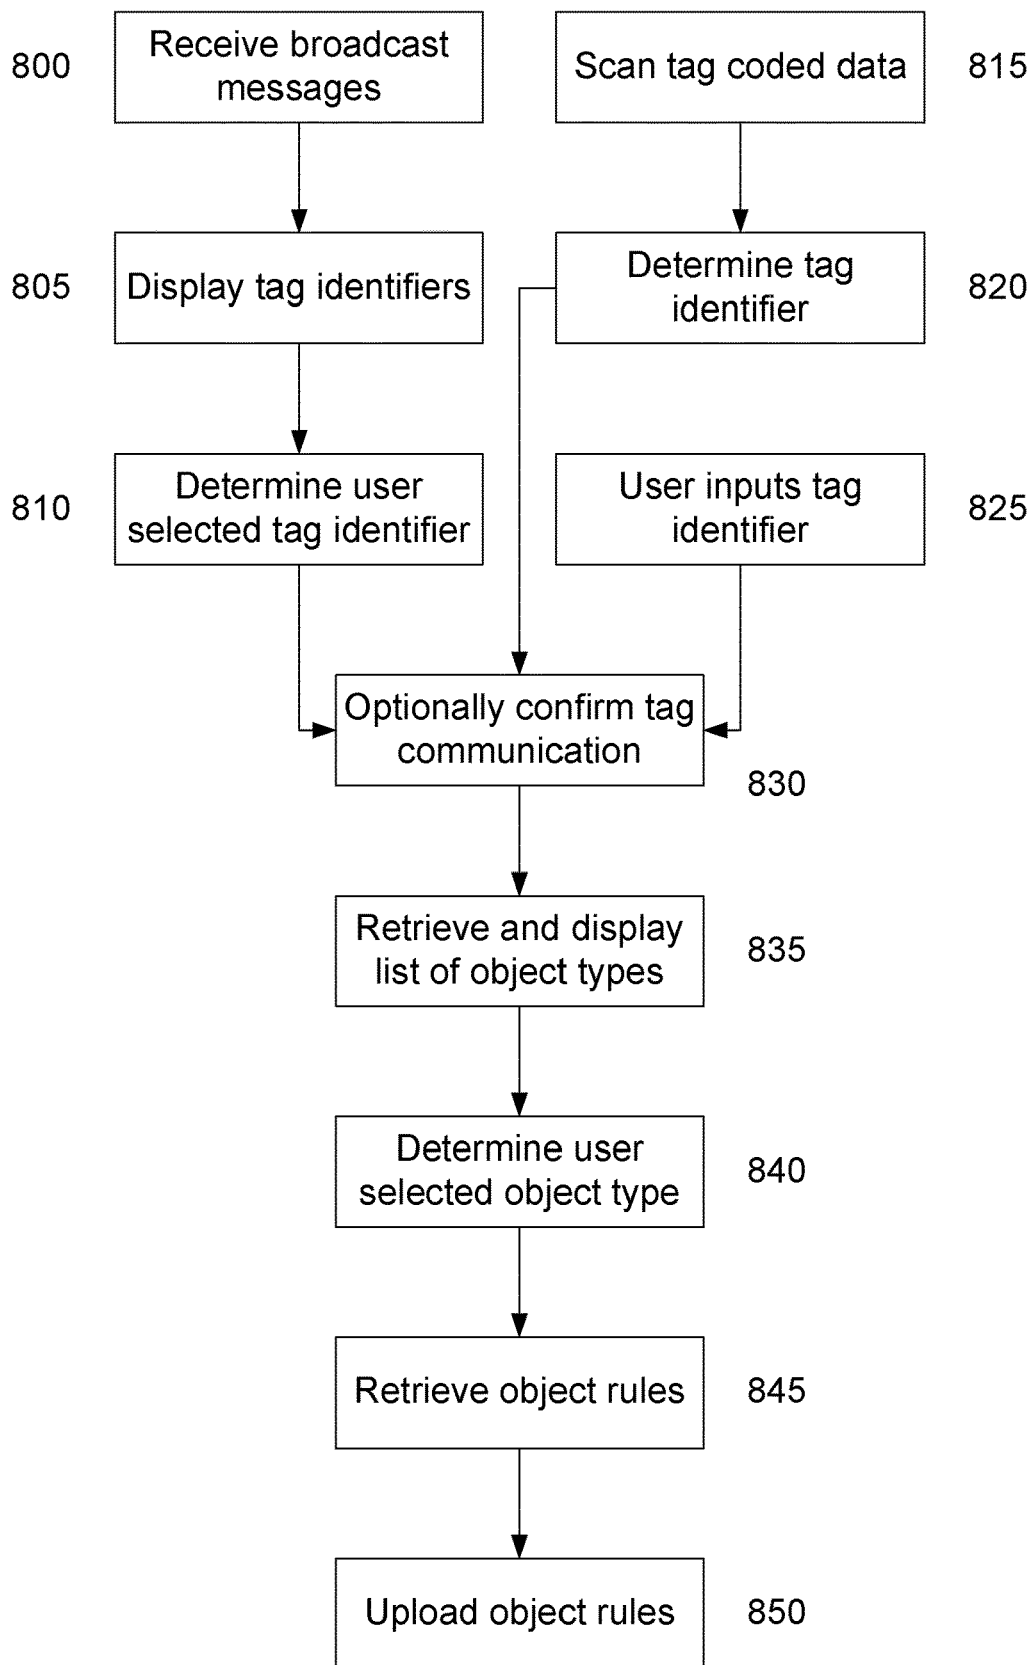 Receive broadcast
messages
800
Scan tag coded data
815
Display tag identifiers
805
Determine tag
identifier
820
Determine user
selected tag identifier
810
User inputs tag
identifier
825
Optionally confirm tag
communication
830
Retrieve and display
list of object types
835
Determine user
selected object type
840
Retrieve object rules
845
Upload object rules
850